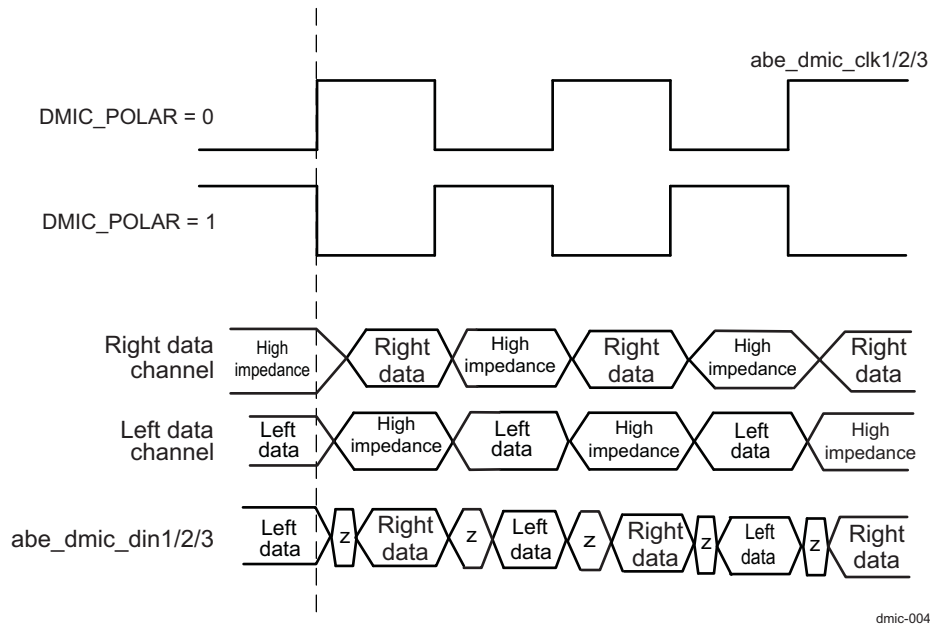 abe_dmic_clk1/2/3
DMIC_POLAR = 0
DMIC_POLAR = 1
Right data
channel
High
impedance
Right
data
High
impedance
Right
data
High
impedance
Right
data
Left data
channel
Left
data
High
impedance
Left
data
High
impedance
Left
data
High
impedance
abe_dmic_din1/2/3
Left
data
z
Right
data
z
Left
data
z
Right
data
z
Left
data
z
Right
data
dmic-004